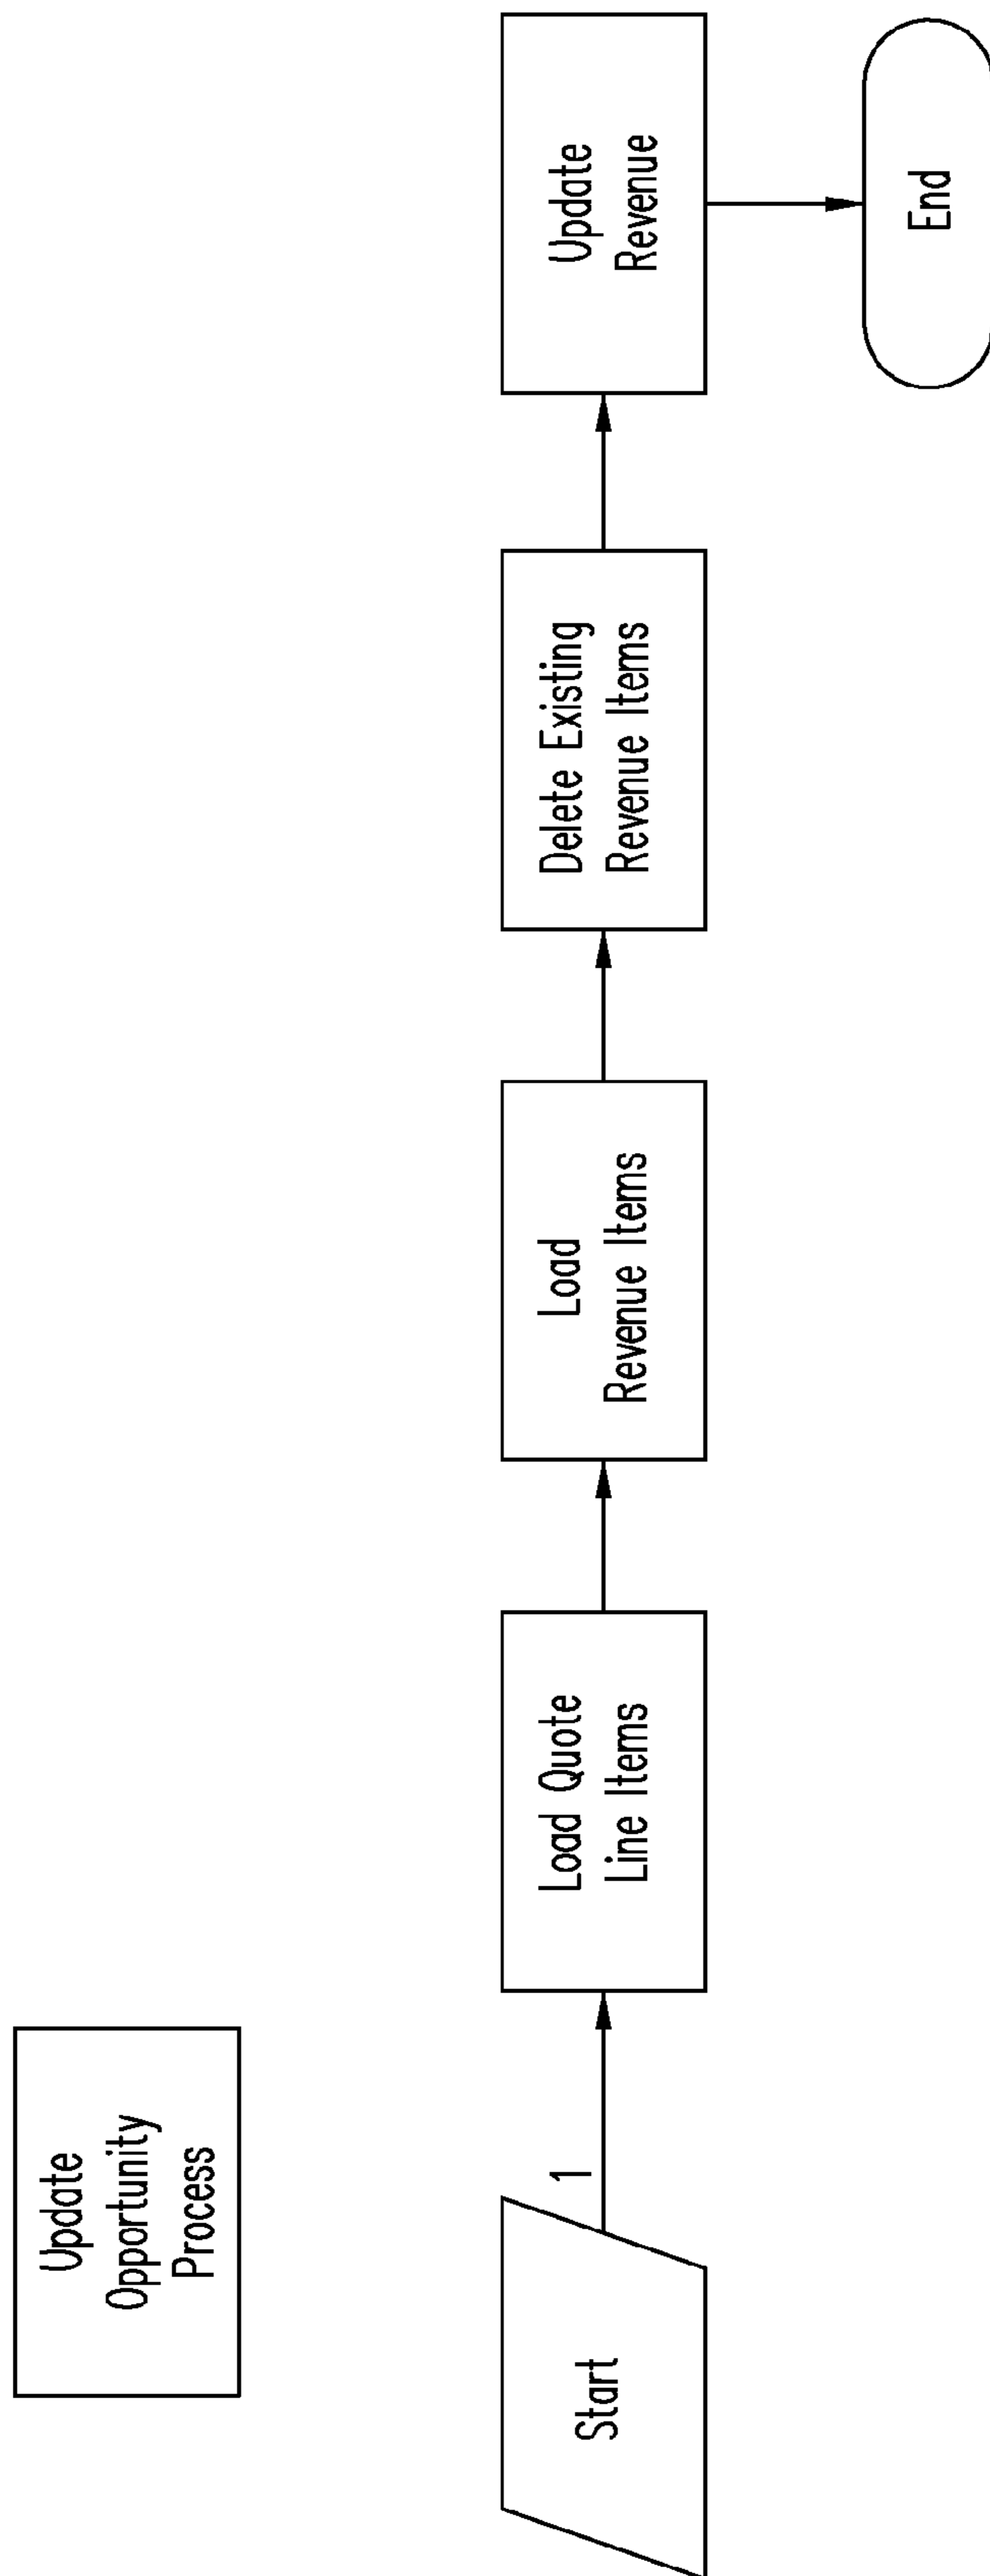 Update
Opportunity
Process
Start
1
Load Quote
Line Items
Load
Revenue Items
Delete Existing
Revenue Items
Update
Revenue
End